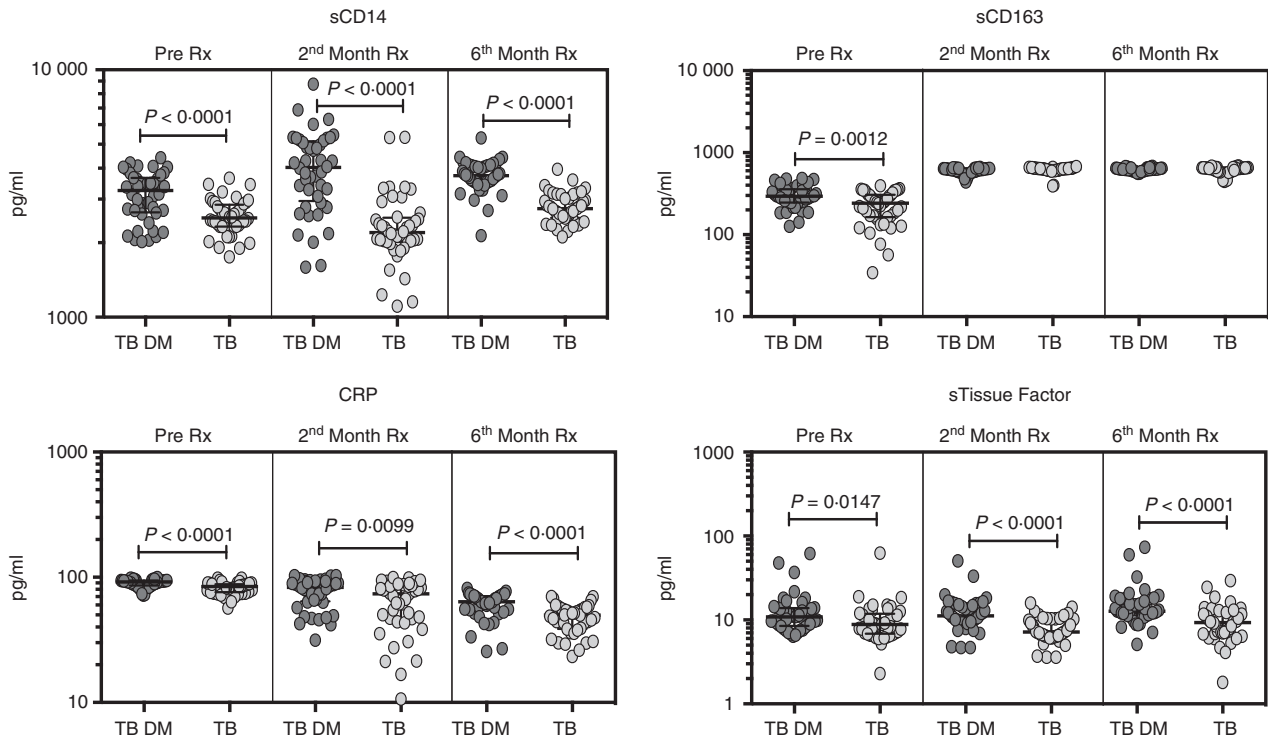 sCD14
Pre Rx 2nd Month Rx 6th Month Rx
10 000
P < 0·0001
P < 0·0001
P < 0·0001
pg/ml
1000
TB DM TB TB DM TB TB DM TB
sCD163
Pre Rx 2nd Month Rx 6th Month Rx
10 000
1000
P = 0·0012
pg/ml
100
10
TB DM TB TB DM TB TB DM TB
CRP
Pre Rx 2nd Month Rx 6th Month Rx
1000
P < 0·0001
P = 0·0099
P < 0·0001
pg/ml
100
10
TB DM TB TB DM TB TB DM TB
sTissue Factor
Pre Rx 2nd Month Rx 6th Month Rx
1000
P = 0·0147
P < 0·0001
P < 0·0001
100
pg/ml
10
1
TB DM TB TB DM TB TB DM TB